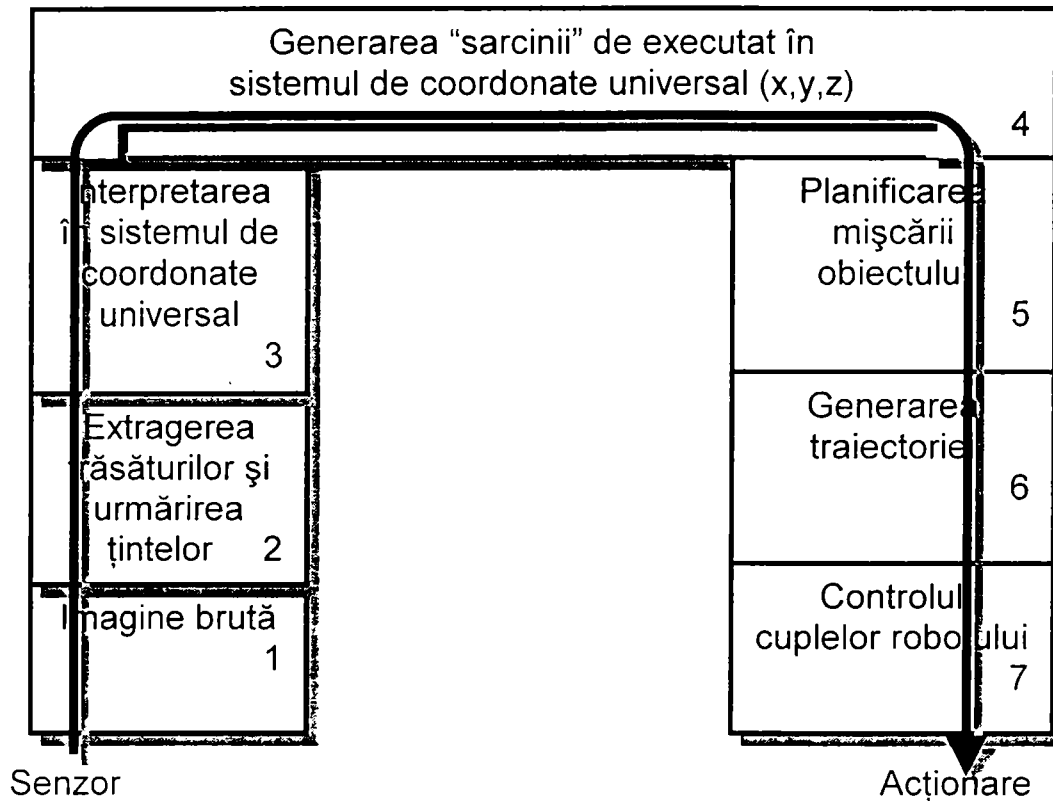 Generarea “sarcinii” de executat în
sistemul de coordonate universal (x,y,z)
4
Interpretarea
în sistemul de
coordonate
universal
3
Extragerea
trăsăturilor şi
urmărirea
ţintelor 2
Imagine brută
1
Senzor
Planificarea
mişcării
obiectului
5
Generarea
traiectoriei
6
Controlul
cuplelor robotului
7
Acţionare